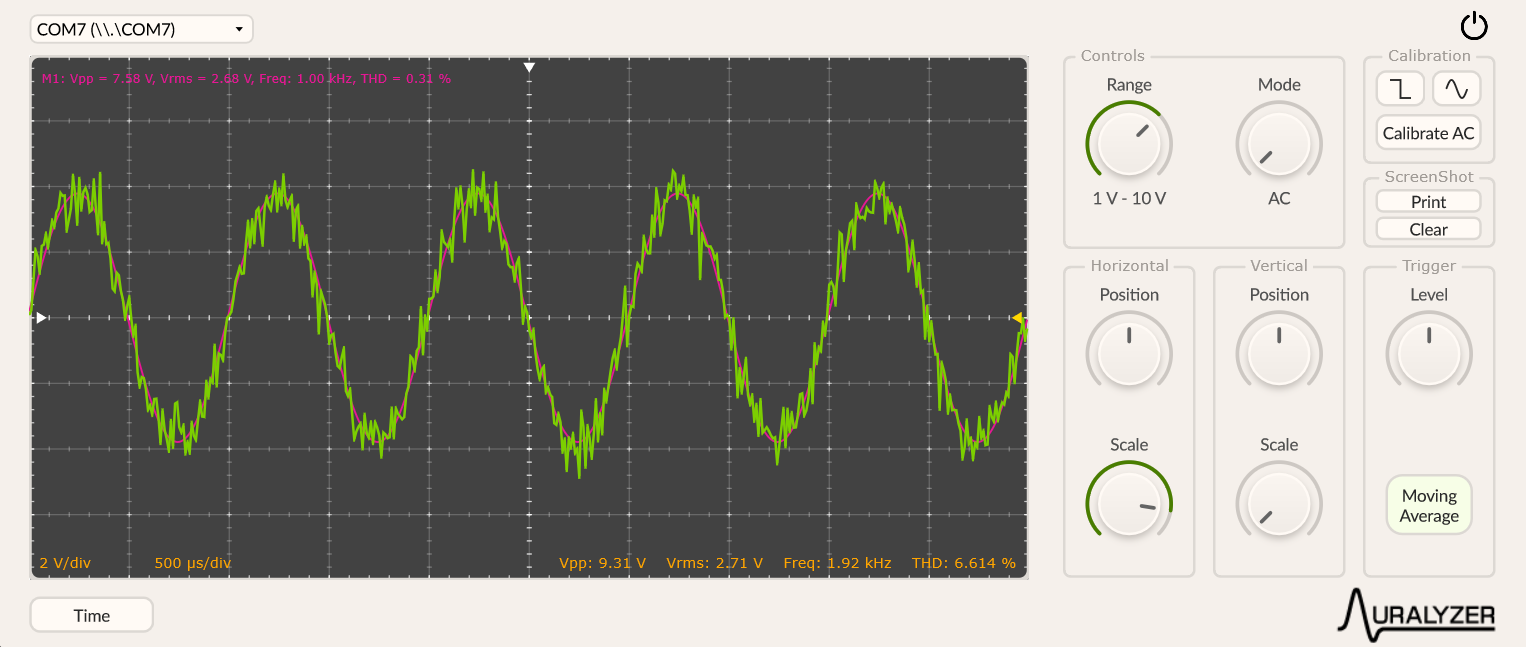 COM7 (\\.\COM7)
M1: Vpp = 7.58 V, Vrms = 2.68 V, Freq: 1.00 kHz, THD = 0.31 %
2 V/div 500 µs/div Vpp: 9.31 V Vrms: 2.71 V Freq: 1.92 kHz THD: 6.614 %
Time
Controls
Range Mode
1 V - 10 V AC
Calibration
Calibrate AC
ScreenShot
Print
Clear
Horizontal
Position
Scale
Vertical
Position
Scale
Trigger
Level
Moving
Average
AURALYZER